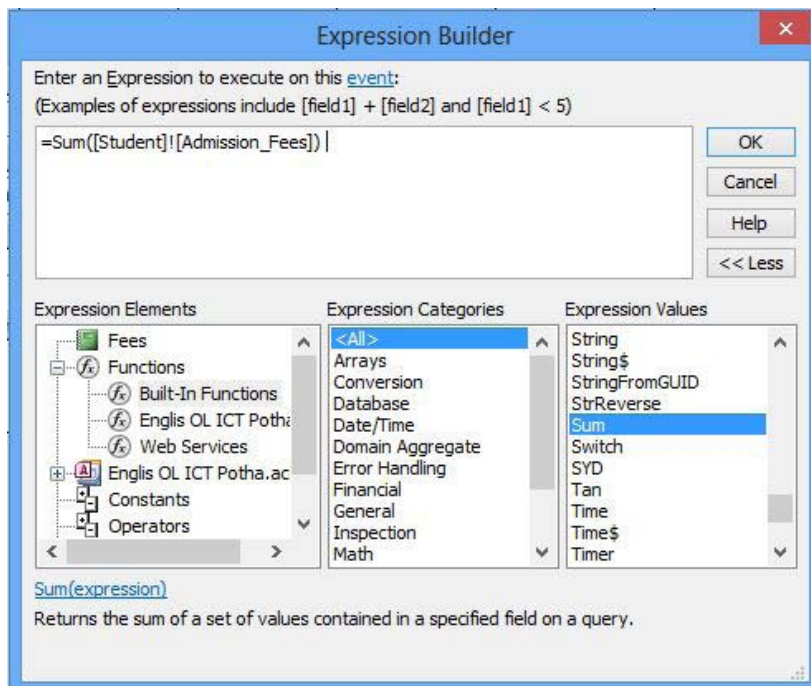 Expression Builder
Enter an Expression to execute on this event:
(Examples of expressions include [field1] + [field2] and [field1] < 5)
=Sum([Student]![Admission_Fees])
OK
Cancel
Help
<< Less
Expression Elements
Fees
Functions
Built-In Functions
Englis OL ICT Potha
Web Services
Englis OL ICT Potha.ac
Constants
Operators
Expression Categories
<All>
Arrays
Conversion
Database
Date/Time
Domain Aggregate
Error Handling
Financial
General
Inspection
Math
Expression Values
String
String$
StringFromGUID
StrReverse
Sum
Switch
SYD
Tan
Time
Time$
Timer
Sum(expression)
Returns the sum of a set of values contained in a specified field on a query.